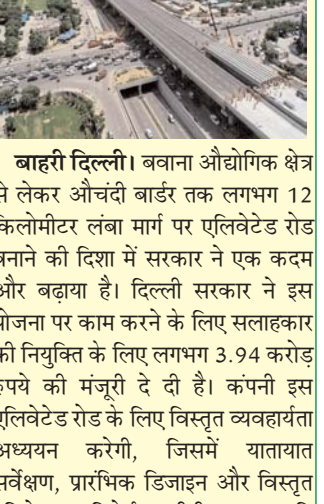 बाहरी दिल्ली। बवाना औद्योगिक क्षेत्र
से लेकर औचंदी बार्डर तक लगभग 12
किलोमीटर लंबा मार्ग पर एलिवेटेड रोड
बनाने की दिशा में सरकार ने एक कदम
और बढ़ाया है। दिल्ली सरकार ने इस
योजना पर काम करने के लिए सलाहकार
की नियुक्ति के लिए लगभग 3.94 करोड़
रुपये की मंजूरी दे दी है। कंपनी इस
एलिवेटेड रोड के लिए विस्तृत व्यवहार्यता
अध्ययन करेगी, जिसमें यातायात
सर्वेक्षण, प्रारंभिक डिजाइन और विस्तृत